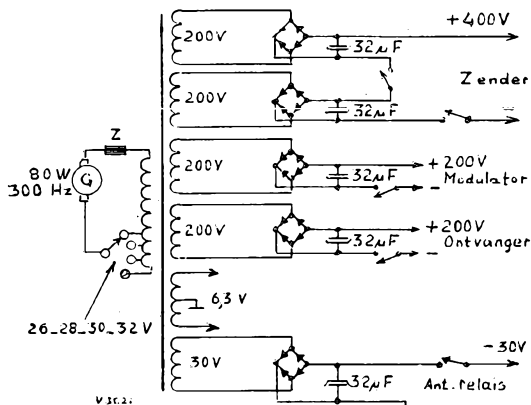 +400V
200V
32µF
Zender
200V
32µF
–
Z
200V
32µF
+200V
–
Modulator
80W
300 Hz
G
200V
32µF
+200V
Ontvanger
–
6,3 V
26_28_30_32V
30V
32µF
-30V
Ant. relais